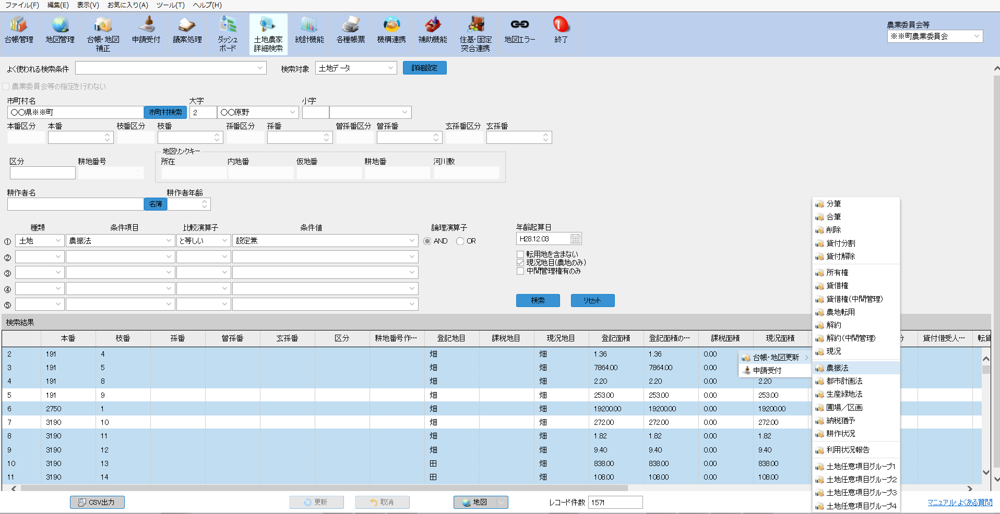 ファイル(F) 編集(E) 表示(V) お気に入り(A) ツール(T) ヘルプ(H)
台帳管理 地図管理 台帳・地図補正 申請受付 議案処理 ダッシュボード 土地農家詳細検索 統計機能 各種帳票 機構連携 補助機能 住基・固定突合連携 地図エラー 終了
農業委員会等
※※町農業委員会
よく使われる検索条件 検索対象 土地データ 詳細設定
農業委員会等の指定を行わない
市町村名 大字 小字
〇〇県※※町 市町村検索 2 〇〇原野
本番区分 本番 枝番区分 枝番 孫番区分 孫番 曾孫番区分 曾孫番 玄孫番区分 玄孫番
地図リンクキー
区分 耕地番号 所在 内地番 仮地番 耕地番 河川敷
耕作者名 耕作者年齢
名簿
種類 条件項目 比較演算子 条件値 論理演算子 年齢起算日
① 土地 農振法 と等しい 設定無 AND OR H28.12.03
②
③
④
⑤
転用地を含まない
現況地目(農地のみ)
中間管理権有のみ
検索 リセット
検索結果
本番 枝番 孫番 曾孫番 玄孫番 区分 耕地番号作… 登記地目 課税地目 現況地目 登記面積 登記面積の… 課税面積 現況面積 貸付借受人… 転貸
2 191 4 畑 畑 1.36 1.36 0.00
3 191 5 畑 畑 7864.00 7864.00 0.00
4 191 8 畑 畑 2.20 2.20 0.00 2.20
5 191 9 畑 畑 253.00 253.00 0.00 253.00
6 2750 1 畑 畑 19200.00 19200.00 0.00 19200.00
7 3190 10 畑 畑 272.00 272.00 0.00 272.00
8 3190 11 畑 畑 1.82 1.82 0.00 1.82
9 3190 12 畑 畑 9.40 9.40 0.00 9.40
10 3190 13 田 畑 838.00 838.00 0.00 838.00
11 3190 14 田 畑 108.00 108.00 0.00 108.00
台帳・地図更新
申請受付
分筆
合筆
削除
貸付分割
貸付解除
所有権
貸借権
貸借権(中間管理)
農地転用
解約
解約(中間管理)
現況
農振法
都市計画法
生産緑地法
圃場／区画
納税猶予
耕作状況
利用状況報告
土地任意項目グループ1
土地任意項目グループ2
土地任意項目グループ3
土地任意項目グループ4
CSV出力 更新 取消 地図 レコード件数 1571 マニュアル・よくある質問